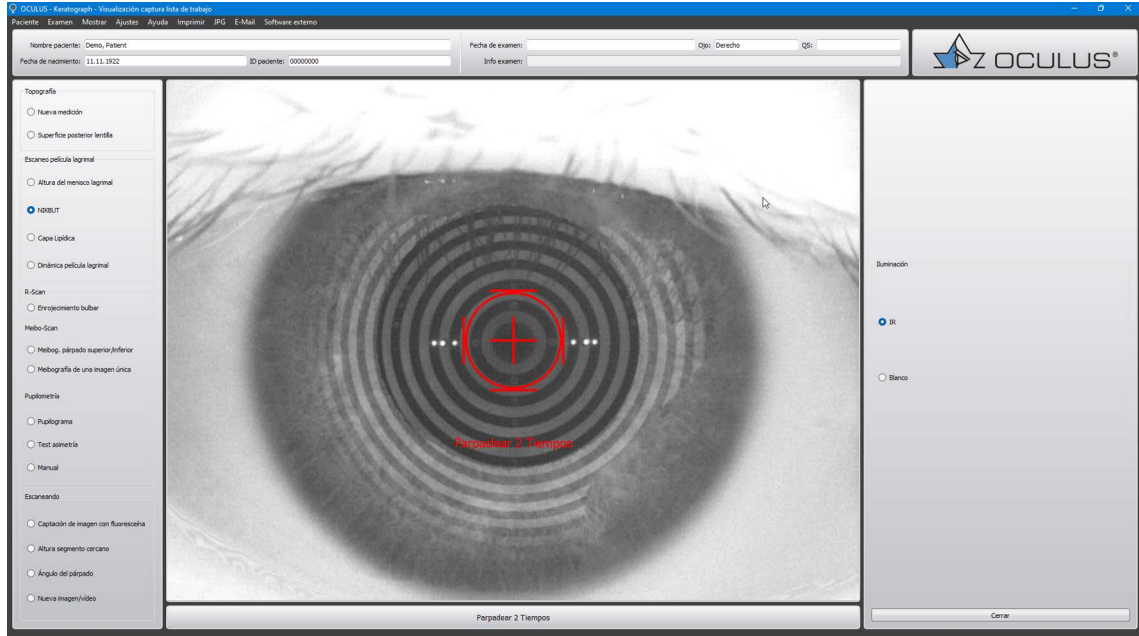 OCULUS - Keratograph - Visualización captura lista de trabajo
Paciente Examen Mostrar Ajustes Ayuda Imprimir JPG E-Mail Software externo
Nombre paciente: Demo, Patient
Fecha de nacimiento: 11.11.1922 ID paciente: 00000000
Fecha de examen: Ojo: Derecho QS:
Info examen:
OCULUS®
Topografía
Nueva medición
Superficie posterior lentilla
Escaneo película lagrimal
Altura del menisco lagrimal
NIKBUT
Capa Lipídica
Dinámica película lagrimal
R-Scan
Enrojecimiento bulbar
Meibo-Scan
Meibog. párpado superior/inferior
Meibografía de una imagen única
Pupilometría
Pupilograma
Test asimetría
Manual
Escaneando
Captación de imagen con fluoresceína
Altura segmento cercano
Ángulo del párpado
Nueva imagen/vídeo
Parpadear 2 Tiempos
Parpadear 2 Tiempos
Iluminación
IR
Blanco
Cerrar